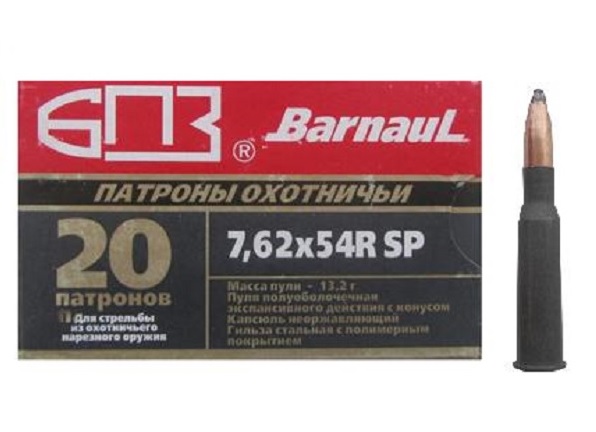 БПЗ ® Barnaul
ПАТРОНЫ ОХОТНИЧЬИ
20
патронов
Для стрельбы
из охотничьего
нарезного оружия
7,62x54R SP
Масса пули - 13,2 г
Пуля полуоболочечная
экспансивного действия с конусом
Капсюль неоржавляющий
Гильза стальная с полимерным
покрытием